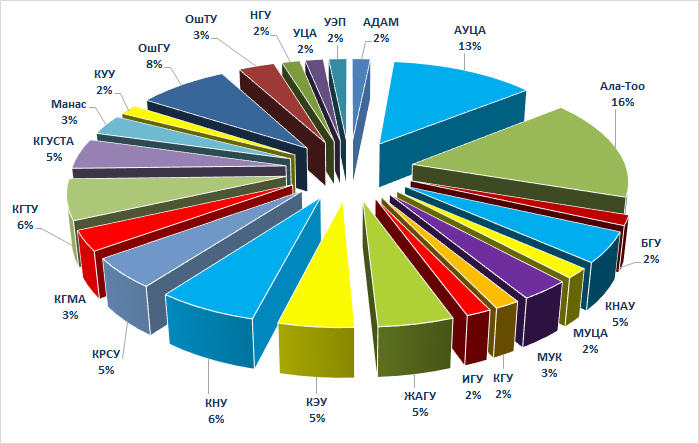 АДАМ
2%
АУЦА
13%
Ала-Тоо
16%
БГУ
2%
КНАУ
5%
МУЦА
2%
МУК
3%
КГУ
2%
ИГУ
2%
ЖАГУ
5%
КЭУ
5%
КНУ
6%
КРСУ
5%
КГМА
3%
КГТУ
6%
КГУСТА
5%
Манас
3%
КУУ
2%
ОшГУ
8%
ОшТУ
3%
НГУ
2%
УЦА
2%
УЭП
2%